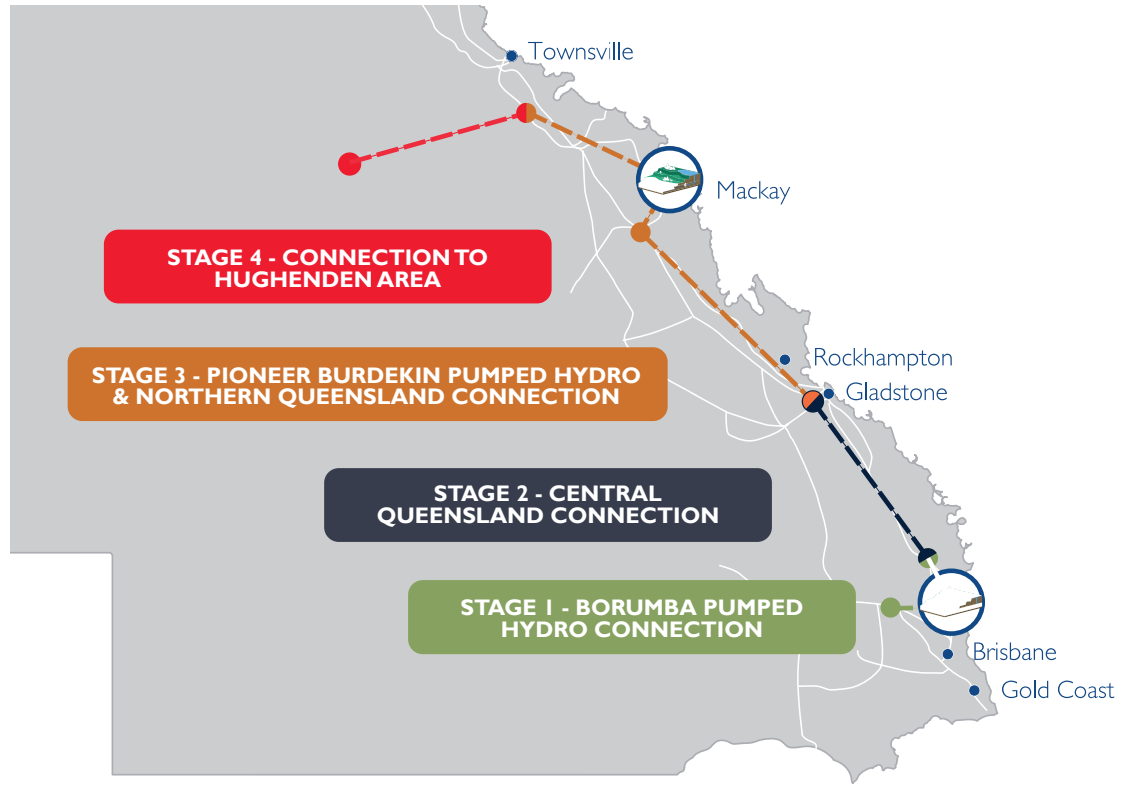 Townsville
Mackay
STAGE 4 - CONNECTION TO
HUGHENDEN AREA
Rockhampton
STAGE 3 - PIONEER BURDEKIN PUMPED HYDRO
& NORTHERN QUEENSLAND CONNECTION
Gladstone
STAGE 2 - CENTRAL
QUEENSLAND CONNECTION
STAGE 1 - BORUMBA PUMPED
HYDRO CONNECTION
Brisbane
Gold Coast